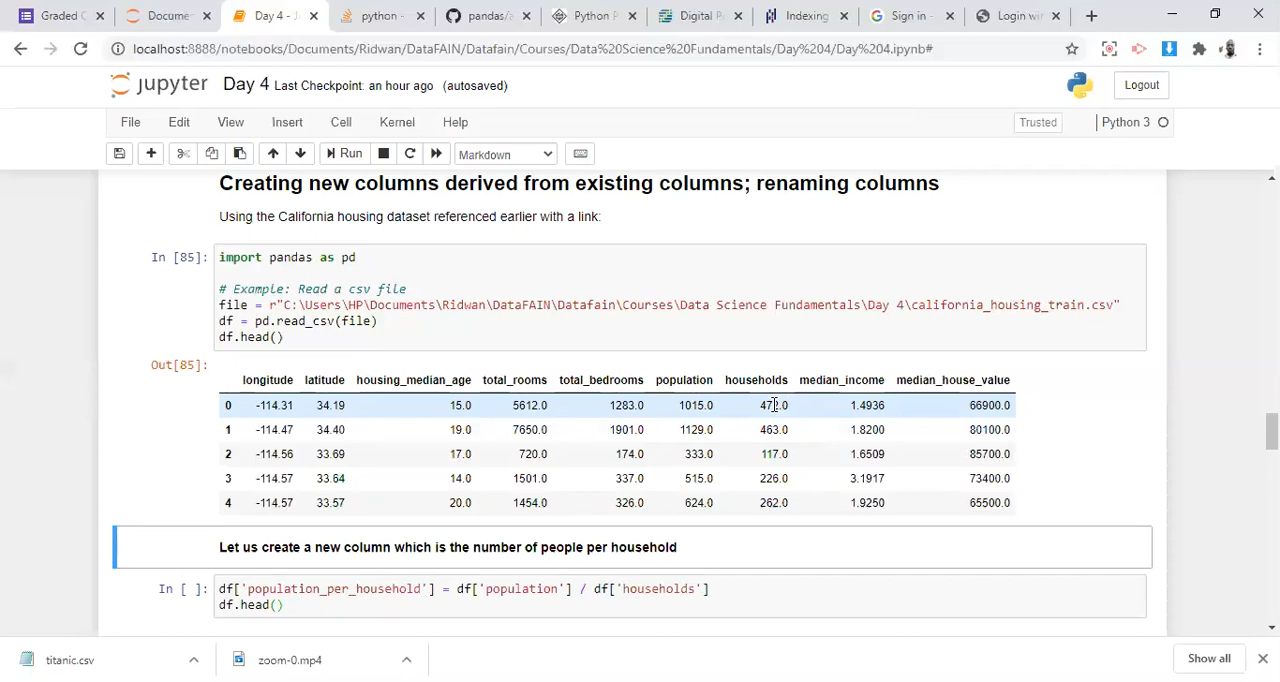 Graded C
Docume
Day 4 - J
python -
pandas/a
Python P
Digital P
Indexing
Sign in -
Login wi
localhost:8888/notebooks/Documents/Ridwan/DataFAIN/Datafain/Courses/Data%20Science%20Fundamentals/Day%204/Day%204.ipynb#
jupyter Day 4 Last Checkpoint: an hour ago (autosaved)
Logout
File Edit View Insert Cell Kernel Help
Trusted
Python 3
Run
Markdown
Creating new columns derived from existing columns; renaming columns
Using the California housing dataset referenced earlier with a link:
In [85]: import pandas as pd
# Example: Read a csv file
file = r"C:\Users\HP\Documents\Ridwan\DataFAIN\Datafain\Courses\Data Science Fundamentals\Day 4\california_housing_train.csv"
df = pd.read_csv(file)
df.head()
Out[85]:
longitude latitude housing_median_age total_rooms total_bedrooms population households median_income median_house_value
0 -114.31 34.19 15.0 5612.0 1283.0 1015.0 472.0 1.4936 66900.0
1 -114.47 34.40 19.0 7650.0 1901.0 1129.0 463.0 1.8200 80100.0
2 -114.56 33.69 17.0 720.0 174.0 333.0 117.0 1.6509 85700.0
3 -114.57 33.64 14.0 1501.0 337.0 515.0 226.0 3.1917 73400.0
4 -114.57 33.57 20.0 1454.0 326.0 624.0 262.0 1.9250 65500.0
Let us create a new column which is the number of people per household
In [ ]: df['population_per_household'] = df['population'] / df['households']
df.head()
titanic.csv
zoom-0.mp4
Show all